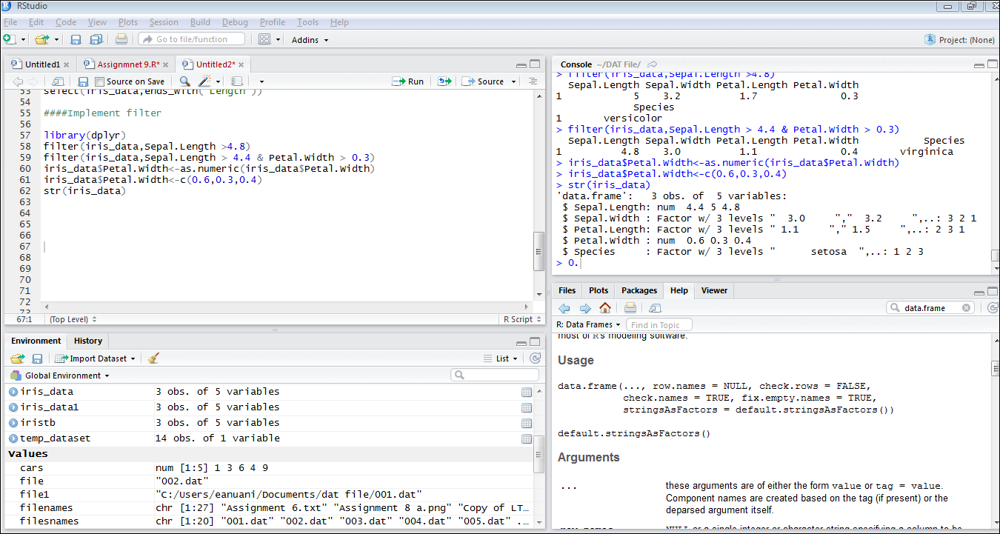 RStudio
File Edit Code View Plots Session Build Debug Profile Tools Help
Go to file/function Addins Project: (None)
Untitled1 Assignmnet 9.R* Untitled2*
Source on Save Run Source
53 select(iris_data,ends_with("Length"))
54
55 ####Implement filter
56
57 library(dplyr)
58 filter(iris_data,Sepal.Length >4.8)
59 filter(iris_data,Sepal.Length > 4.4 & Petal.Width > 0.3)
60 iris_data$Petal.Width<-as.numeric(iris_data$Petal.Width)
61 iris_data$Petal.Width<-c(0.6,0.3,0.4)
62 str(iris_data)
63
64
65
66
67
68
69
70
71
72
73
67:1 (Top Level) R Script
Environment History
Import Dataset List
Global Environment
iris_data 3 obs. of 5 variables
iris_data1 3 obs. of 5 variables
iristb 3 obs. of 5 variables
temp_dataset 14 obs. of 1 variable
Values
cars num [1:5] 1 3 6 4 9
file "002.dat"
file1 "C:/Users/eanuani/Documents/dat file/001.dat"
filenames chr [1:27] "Assignment 6.txt" "Assignment 8 a.png" "Copy of LT…
filesnames chr [1:20] "001.dat" "002.dat" "003.dat" "004.dat" "005.dat" ...
Console ~/DAT File/
> filter(iris_data,Sepal.Length >4.8)
Sepal.Length Sepal.Width Petal.Length Petal.Width
1 5 3.2 1.7 0.3
Species
1 versicolor
> filter(iris_data,Sepal.Length > 4.4 & Petal.Width > 0.3)
Sepal.Length Sepal.Width Petal.Length Petal.Width Species
1 4.8 3.0 1.1 0.4 virginica
> iris_data$Petal.Width<-as.numeric(iris_data$Petal.Width)
> iris_data$Petal.Width<-c(0.6,0.3,0.4)
> str(iris_data)
'data.frame': 3 obs. of 5 variables:
$ Sepal.Length: num 4.4 5 4.8
$ Sepal.Width : Factor w/ 3 levels " 3.0 "," 3.2 ",..: 3 2 1
$ Petal.Length: Factor w/ 3 levels " 1.1 "," 1.5 ",..: 2 3 1
$ Petal.Width : num 0.6 0.3 0.4
$ Species : Factor w/ 3 levels " setosa ",..: 1 2 3
> 0.
Files Plots Packages Help Viewer
data.frame
R: Data Frames Find in Topic
most of R's modeling software.
Usage
data.frame(..., row.names = NULL, check.rows = FALSE,
check.names = TRUE, fix.empty.names = TRUE,
stringsAsFactors = default.stringsAsFactors())
default.stringsAsFactors()
Arguments
... these arguments are of either the form value or tag = value.
Component names are created based on the tag (if present) or the
deparsed argument itself.
row.names NULL or a single integer or character string specifying a column to be